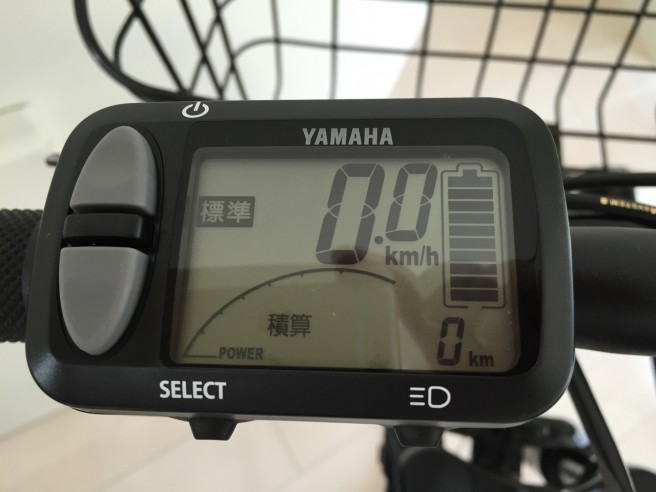 YAMAHA
標準
0.0
km/h
積算
POWER
0 km
SELECT